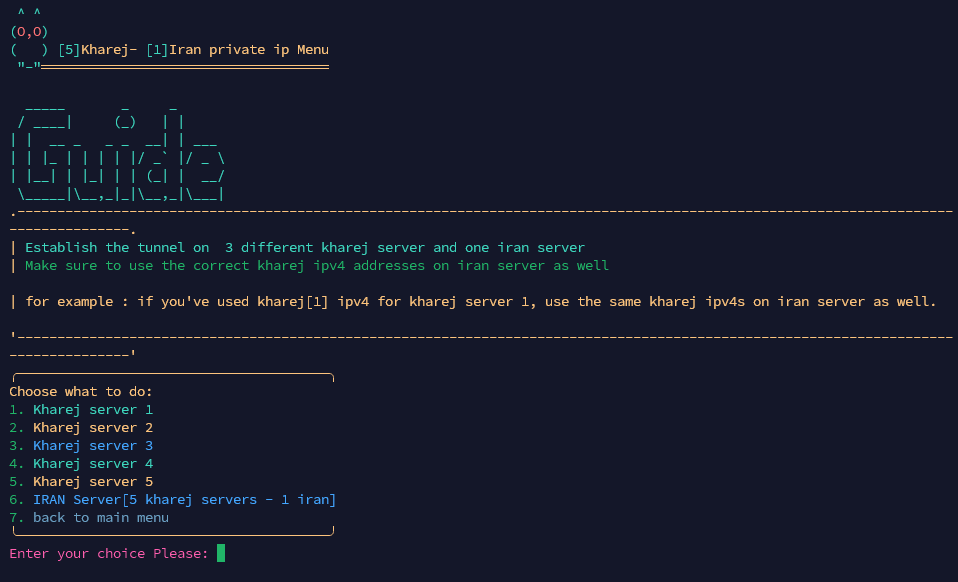 ^ ^
(O,O)
(   ) [5]Kharej- [1]Iran private ip Menu
 "-"════════════════════════════════════
  _____       _     _
 / ____|     (_)   | |
| |  __ _   _ _  __| | ___
| | |_ | | | | |/ _` |/ _ \
| |__| | |_| | | (_| |  __/
 \_____|\__,_|_|\__,_|\___|
.---------------------------------------------------------------------------------------------------------------------
---------------.
| Establish the tunnel on  3 different kharej server and one iran server
| Make sure to use the correct kharej ipv4 addresses on iran server as well
| for example : if you've used kharej[1] ipv4 for kharej server 1, use the same kharej ipv4s on iran server as well.
'---------------------------------------------------------------------------------------------------------------------
---------------'
╭───────────────────────────────────────╮
Choose what to do:
1. Kharej server 1
2. Kharej server 2
3. Kharej server 3
4. Kharej server 4
5. Kharej server 5
6. IRAN Server[5 kharej servers - 1 iran]
7. back to main menu
╰───────────────────────────────────────╯
Enter your choice Please: